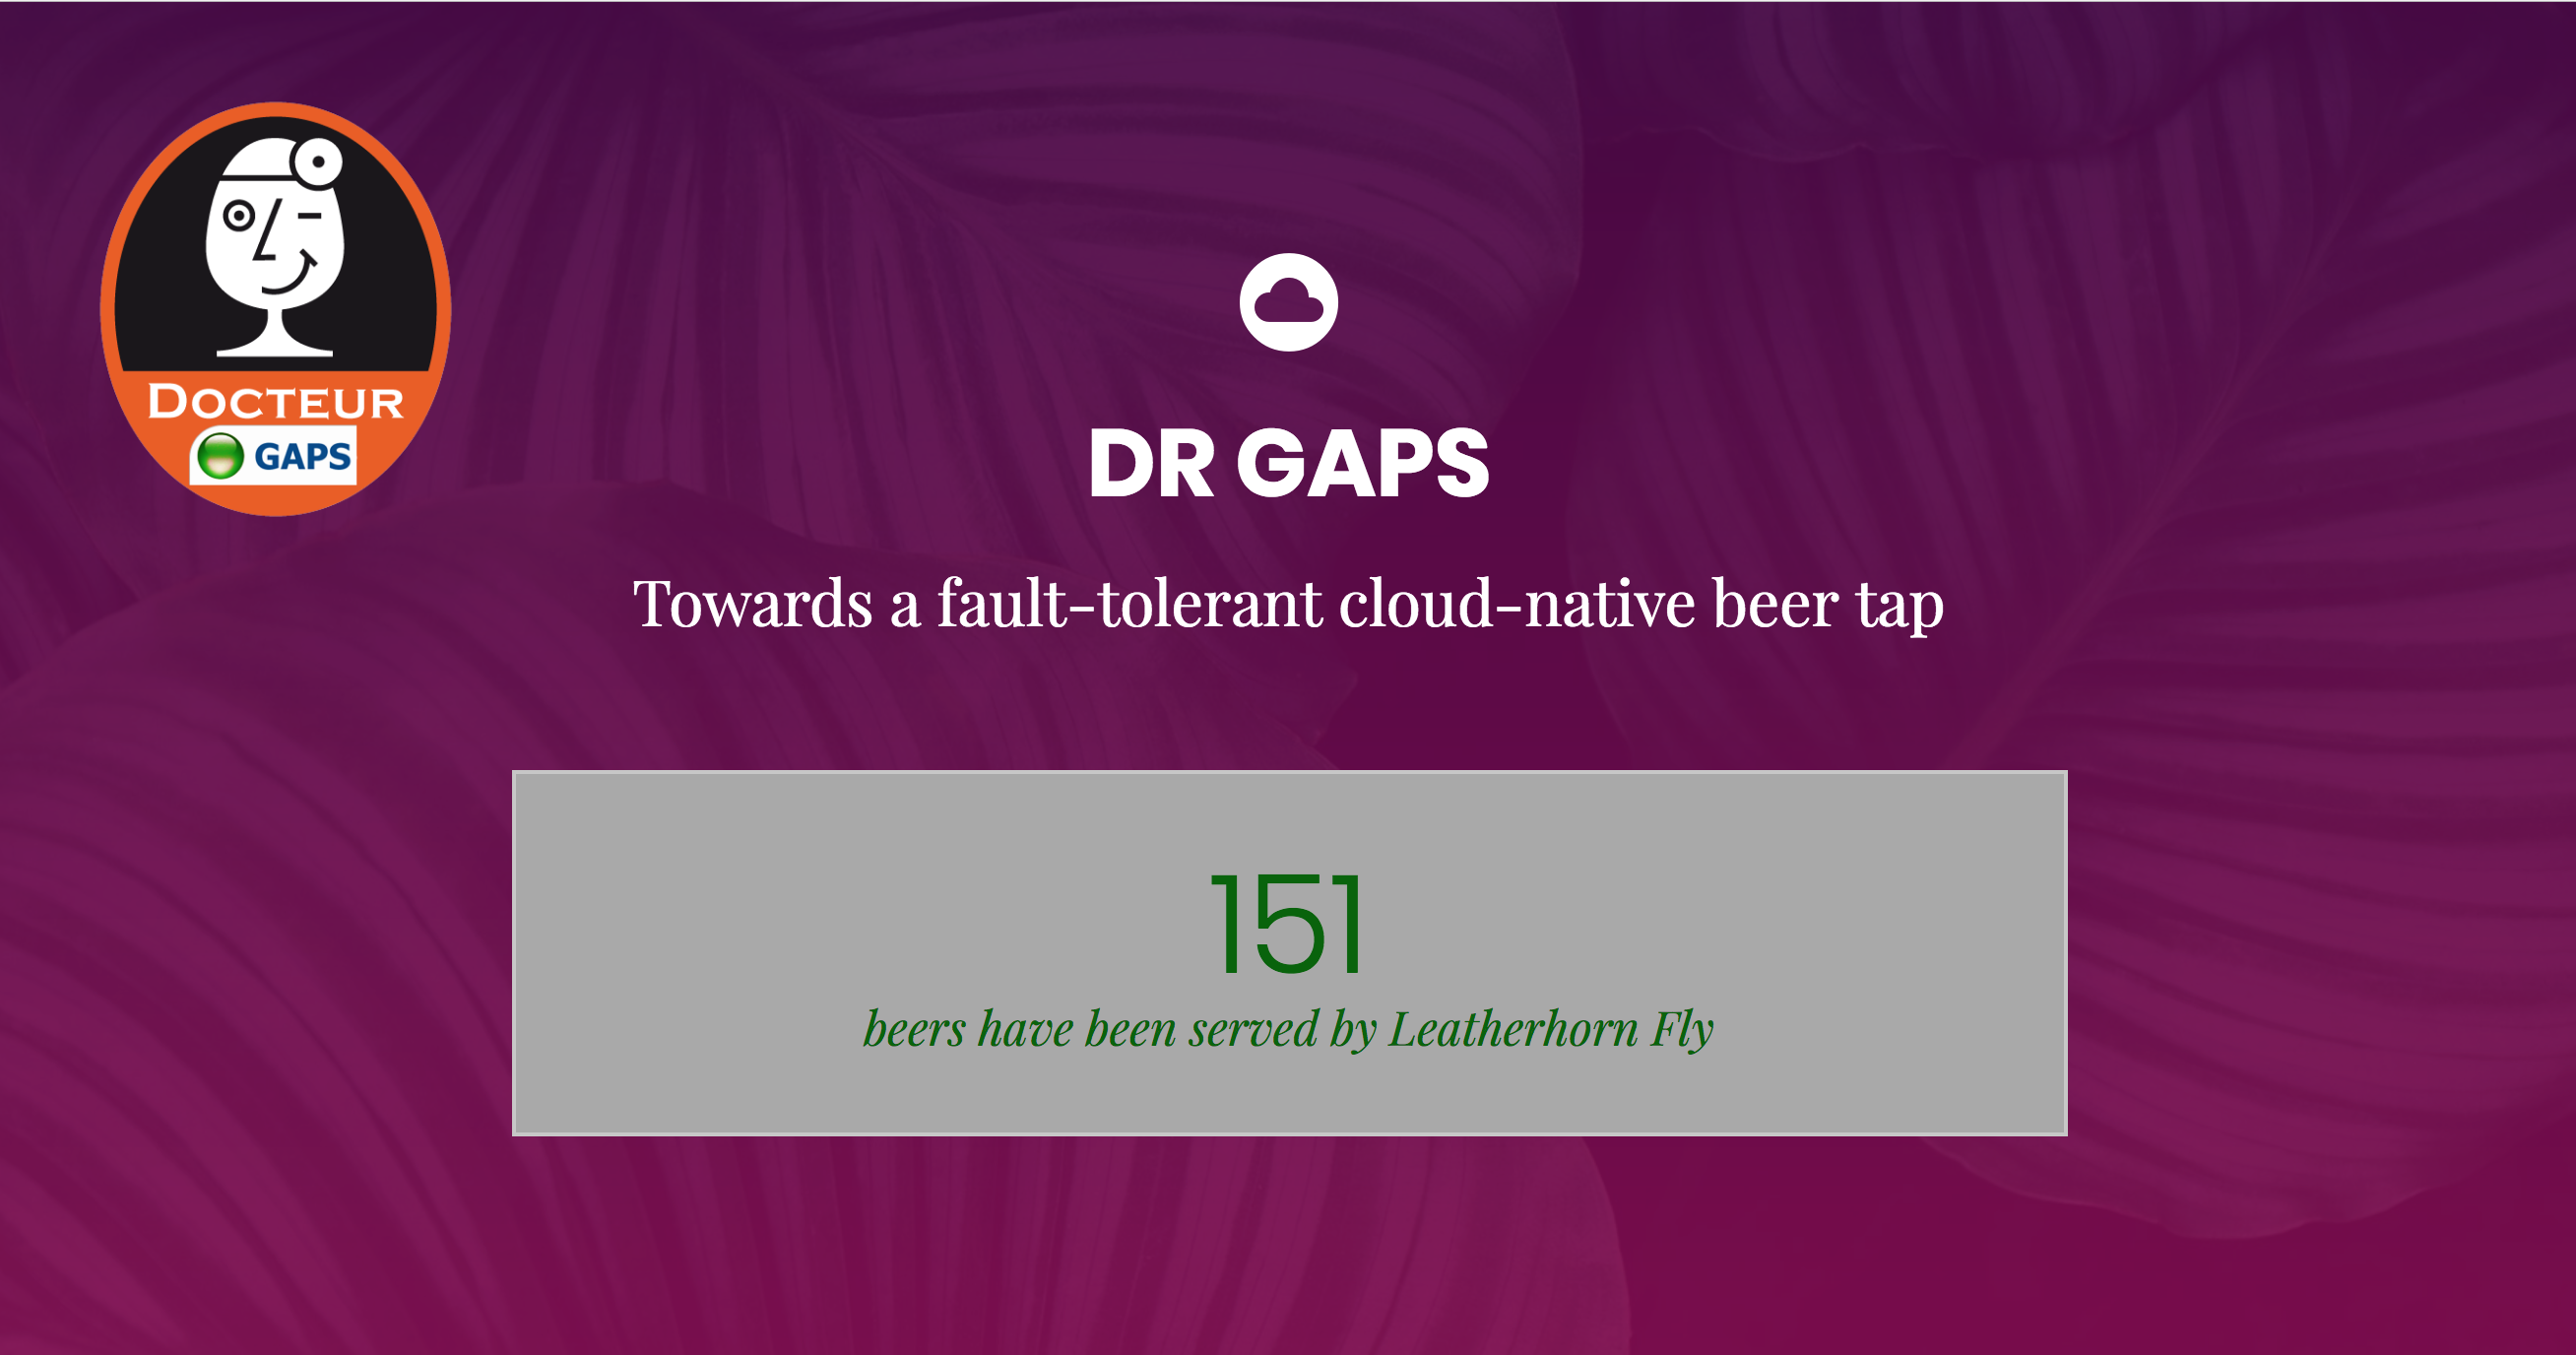 DOCTEUR
GAPS
DR GAPS
Towards a fault-tolerant cloud-native beer tap
151
beers have been served by Leatherhorn Fly